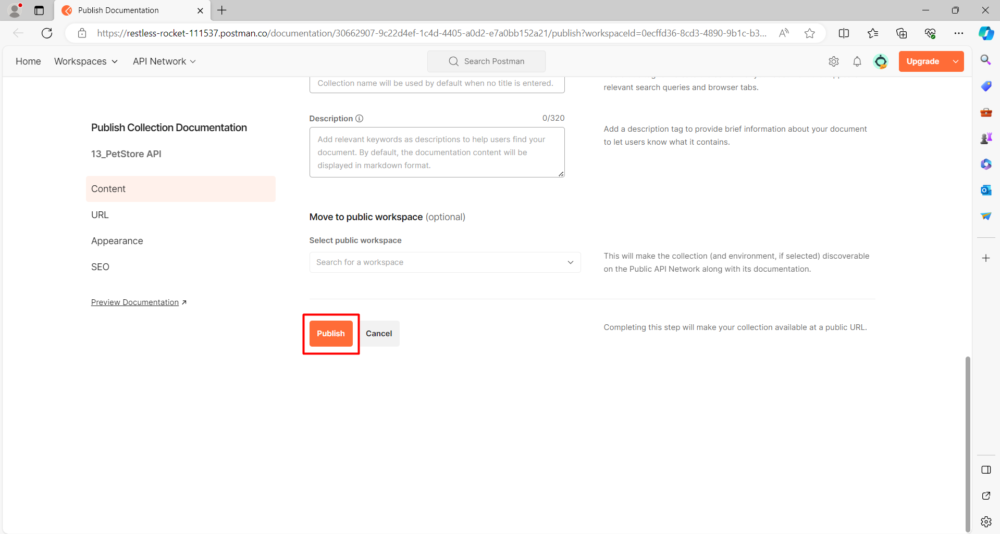 Publish Documentation
https://restless-rocket-111537.postman.co/documentation/30662907-9c22d4ef-1c4d-4405-a0d2-e7a0bb152a21/publish?workspaceId=0ecffd36-8cd3-4890-9b1c-b3...
Home Workspaces API Network Search Postman Upgrade
Collection name will be used by default when no title is entered.
relevant search queries and browser tabs.
Publish Collection Documentation
13_PetStore API
Content
URL
Appearance
SEO
Preview Documentation
Description 0/320
Add relevant keywords as descriptions to help users find your
document. By default, the documentation content will be
displayed in markdown format.
Add a description tag to provide brief information about your document
to let users know what it contains.
Move to public workspace (optional)
Select public workspace
Search for a workspace
This will make the collection (and environment, if selected) discoverable
on the Public API Network along with its documentation.
Publish Cancel
Completing this step will make your collection available at a public URL.